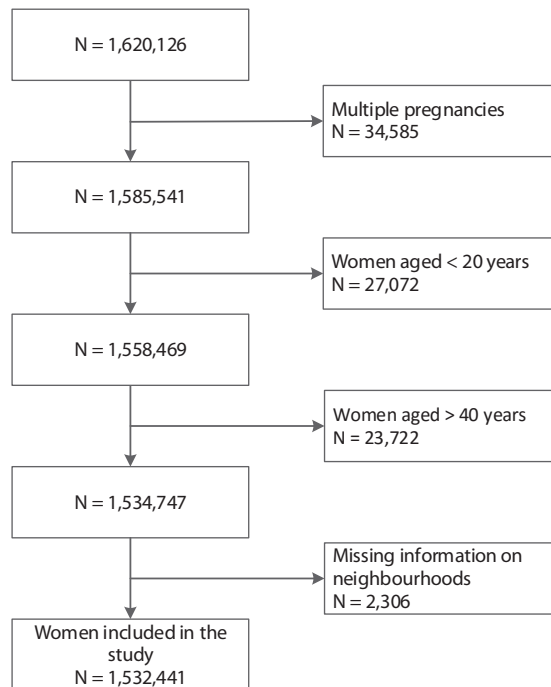 N = 1,620,126
Multiple pregnancies
N = 34,585
N = 1,585,541
Women aged < 20 years
N = 27,072
N = 1,558,469
Women aged > 40 years
N = 23,722
N = 1,534,747
Missing information on
neighbourhoods
N = 2,306
Women included in the
study
N = 1,532,441